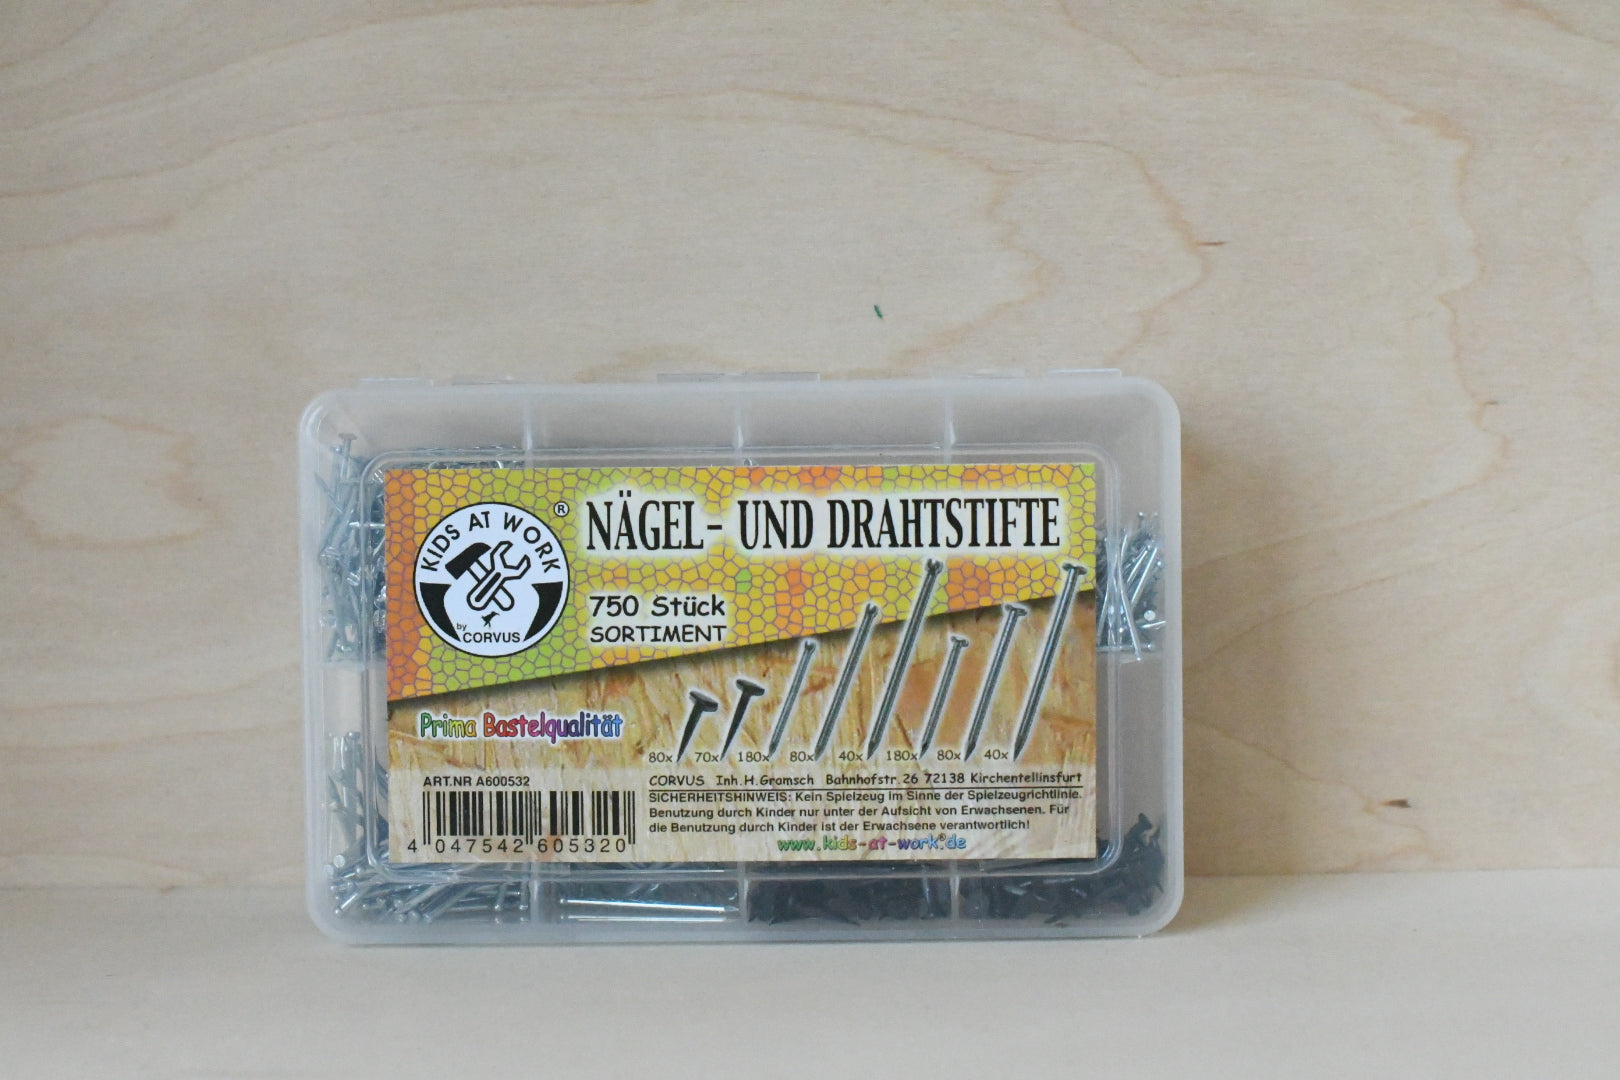 KIDS AT WORK
by
CORVUS
®
NÄGEL- UND DRAHTSTIFTE
750 Stück
SORTIMENT
Prima Bastelqualität
80x 70x 180x 80x 40x 180x 80x 40x
ART.NR A600532
4 047542 605320
CORVUS Inh.H.Gramsch Bahnhofstr.26 72138 Kirchentellinsfurt
SICHERHEITSHINWEIS: Kein Spielzeug im Sinne der Spielzeugrichtlinie.
Benutzung durch Kinder nur unter der Aufsicht von Erwachsenen. Für
die Benutzung durch Kinder ist der Erwachsene verantwortlich!
www.kids-at-work®de